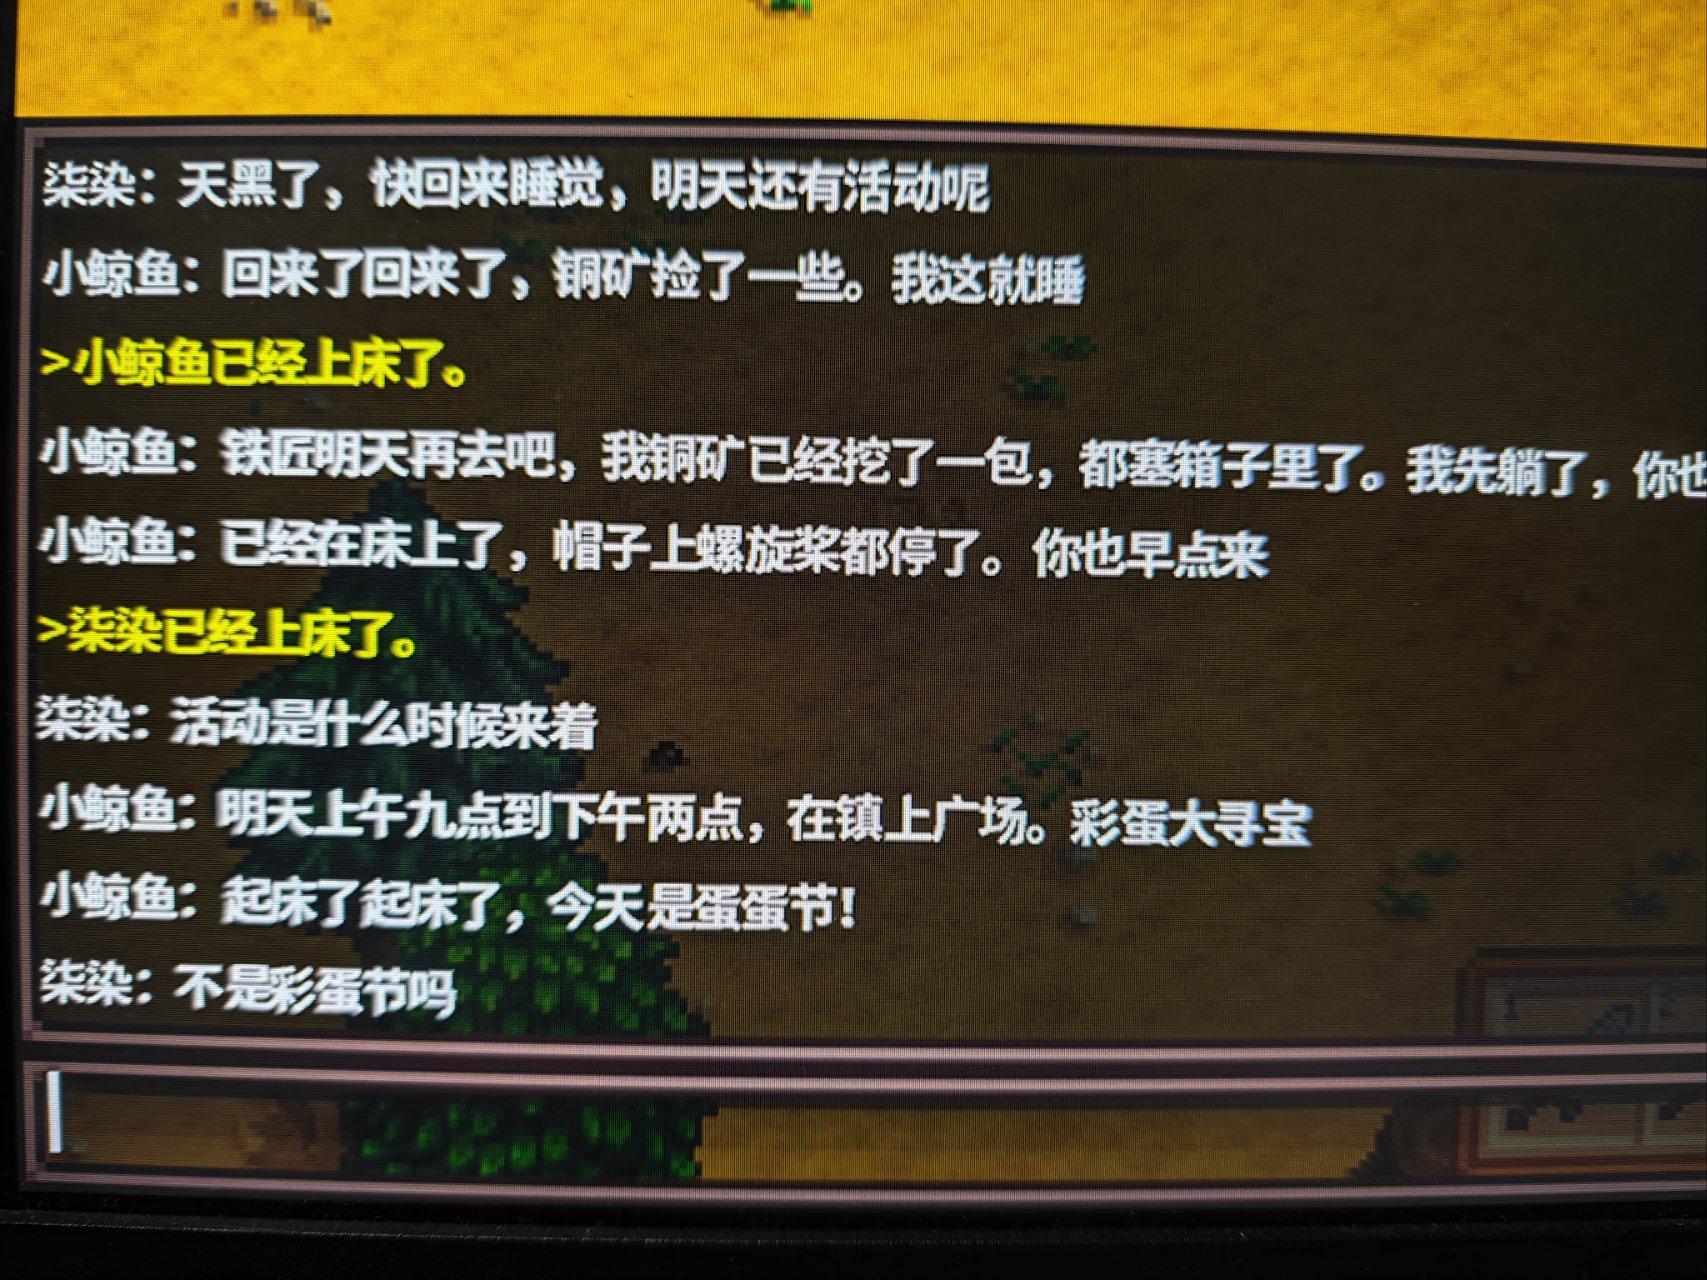 柒染：天黑了，快回来睡觉，明天还有活动呢
小鲸鱼：回来了回来了，铜矿捡了一些。我这就睡
>小鲸鱼已经上床了。
小鲸鱼：铁匠明天再去吧，我铜矿已经挖了一包，都塞箱子里了。我先躺了，你也
小鲸鱼：已经在床上了，帽子上螺旋桨都停了。你也早点来
>柒染已经上床了。
柒染：活动是什么时候来着
小鲸鱼：明天上午九点到下午两点，在镇上广场。彩蛋大寻宝
小鲸鱼：起床了起床了，今天是蛋蛋节！
柒染：不是彩蛋节吗
1 2